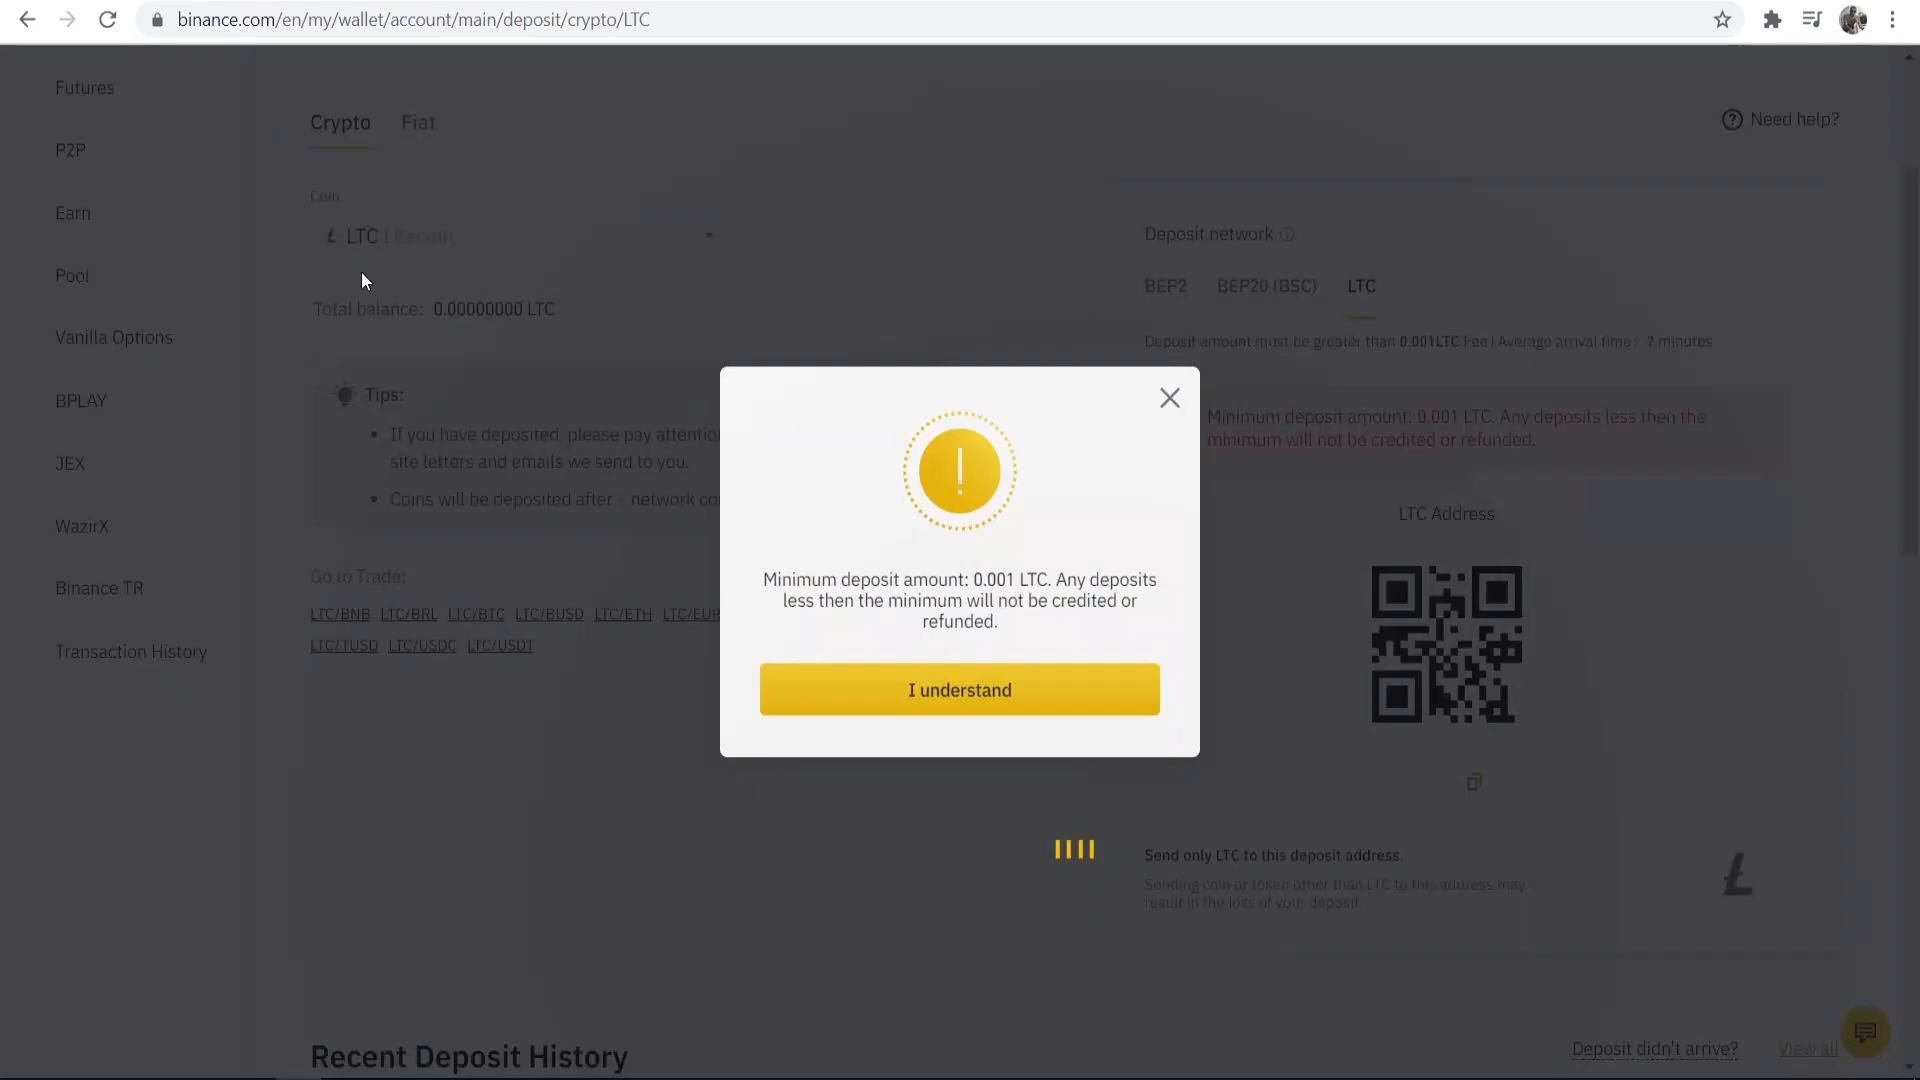 binance.com/en/my/wallet/account/main/deposit/crypto/LTC
Futures
P2P
Earn
Pool
Vanilla Options
BPLAY
JEX
WazirX
Binance TR
Transaction History
Crypto Fiat
Need help?
Coin
LTC Litecoin
Total balance: 0.00000000 LTC
Tips:
If you have deposited, please pay attention
site letters and emails we send to you.
Coins will be deposited after - network
Go to Trade:
LTC/BNB LTC/BRL LTC/BTC LTC/BUSD LTC/ETH LTC/EUR
LTC/TUSD LTC/USDC LTC/USDT
Deposit network
BEP2 BEP20 (BSC) LTC
Deposit amount must be greater than 0.001LTC Fee | Average arrival time: 7 minutes
Minimum deposit amount: 0.001 LTC. Any deposits less then the
minimum will not be credited or refunded.
LTC Address
Send only LTC to this deposit address.
Sending coin or token other than LTC to this address may
result in the loss of your deposit.
Minimum deposit amount: 0.001 LTC. Any deposits
less then the minimum will not be credited or
refunded.
I understand
Recent Deposit History
Deposit didn't arrive?
View all